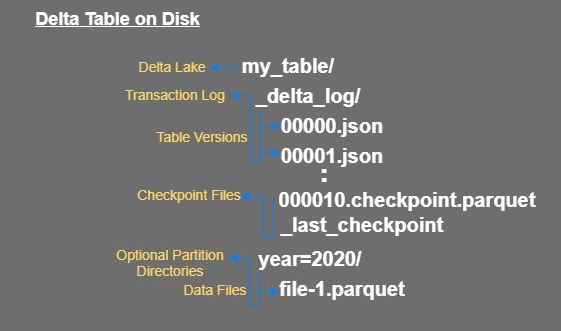 Delta Table on Disk
Delta Lake my_table/
Transaction Log _delta_log/
00000.json
Table Versions
00001.json
:
Checkpoint Files 000010.checkpoint.parquet
_last_checkpoint
Optional Partition year=2020/
Directories
Data Files file-1.parquet